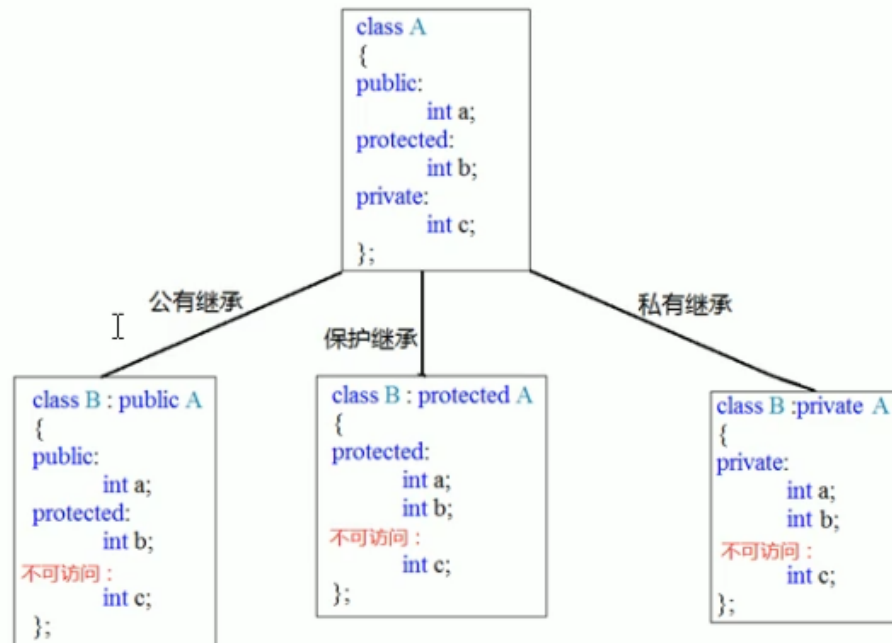 class A
{
public:
int a;
protected:
int b;
private:
int c;
};
公有继承
保护继承
私有继承
class B : public A
{
public:
int a;
protected:
int b;
不可访问：
int c;
};
class B : protected A
{
protected:
int a;
int b;
不可访问：
int c;
};
class B :private A
{
private:
int a;
int b;
不可访问：
int c;
};